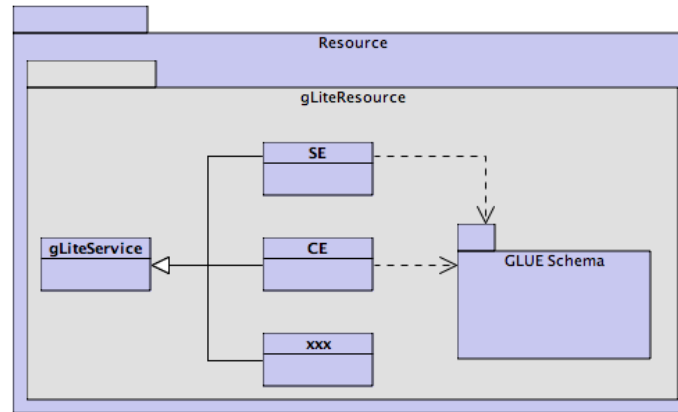 Resource
gLiteResource
SE
gLiteService
CE
GLUE Schema
xxx